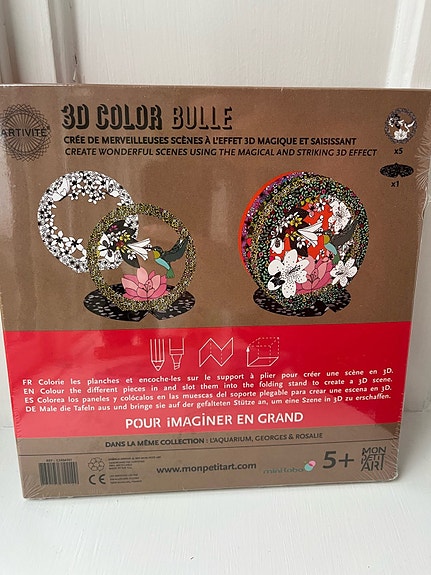 ARTIVITÉ
3D COLOR BULLE
CRÉE DE MERVEILLEUSES SCÈNES À L'EFFET 3D MAGIQUE ET SAISISSANT
CREATE WONDERFUL SCENES USING THE MAGICAL AND STRIKING 3D EFFECT
x5
x1
FR Colorie les planches et encoche-les sur le support à plier pour créer une scène en 3D.
EN Colour the different pieces in and slot them into the folding stand to create a 3D scene.
ES Colorea los paneles y colócalos en las muescas del soporte plegable para crear una escena en 3D.
DE Male die Tafeln aus und bringe sie auf der gefalteten Stütze an, um eine Szene in 3D zu erschaffen.
POUR iMAGiNER EN GRAND
DANS LA MÊME COLLECTION : L'AQUARIUM, GEORGES & ROSALIE
CE
www.monpetitart.com
5+
MON
PETIT
ART